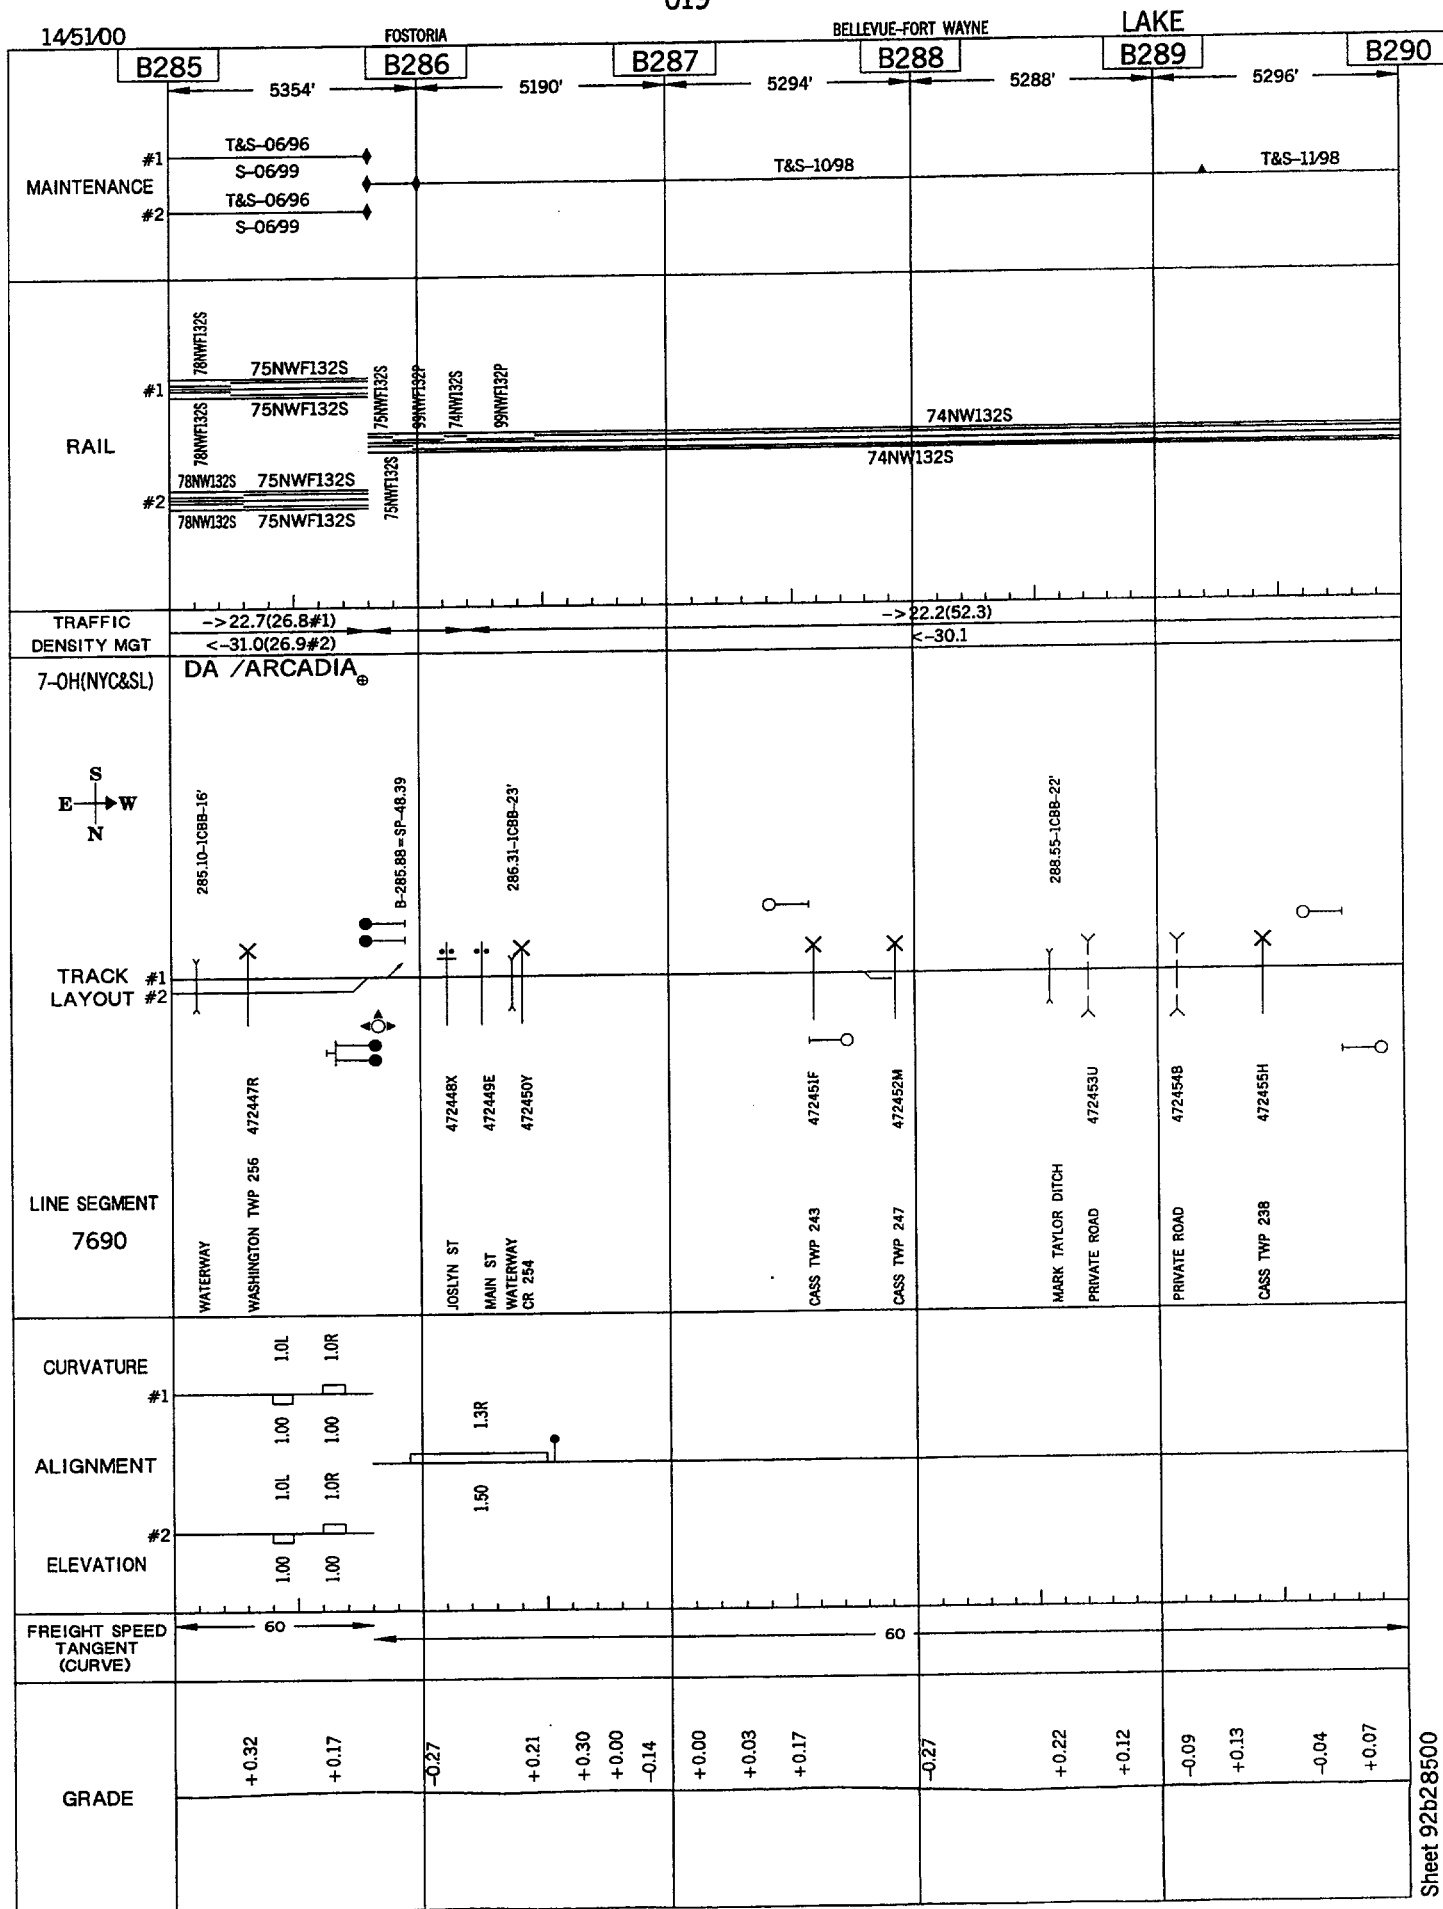 019
14/51/00 FOSTORIA BELLEVUE-FORT WAYNE LAKE
B285 B286 B287 B288 B289 B290
5354' 5190' 5294' 5288' 5296'
MAINTENANCE
#1 T&S-06/96
S-06/99
#2 T&S-06/96
S-06/99
T&S-10/98
T&S-11/98
RAIL
#1
78NWF132S
75NWF132S
78NWF132S
75NWF132S
#2
78NW132S 75NWF132S
78NW132S 75NWF132S
75NWF132S
99NWF132P
74NW132S
99NWF132P
75NWF132S
74NW132S
74NW132S
TRAFFIC
DENSITY MGT
->22.7(26.8#1)
<-31.0(26.9#2)
->22.2(52.3)
<-30.1
7-OH(NYC&SL) DA /ARCADIA
S
E W
N
285.10-1CBB-16'
B-285.88=SP-48.39
286.31-1CBB-23'
288.55-1CBB-22'
TRACK #1
LAYOUT #2
472447R
472448X
472449E
472450Y
472451F
472452M
472453U
472454B
472455H
LINE SEGMENT
7690
WATERWAY
WASHINGTON TWP 256
JOSLYN ST
MAIN ST
WATERWAY
CR 254
CASS TWP 243
CASS TWP 247
MARK TAYLOR DITCH
PRIVATE ROAD
PRIVATE ROAD
CASS TWP 238
CURVATURE
#1
1.0L 1.0R
1.00 1.00
1.3R
1.50
ALIGNMENT
#2
1.0L 1.0R
1.00 1.00
ELEVATION
FREIGHT SPEED
TANGENT
(CURVE)
60 60
GRADE
+0.32
+0.17
-0.27
+0.21
+0.30
+0.00
-0.14
+0.00
+0.03
+0.17
-0.27
+0.22
+0.12
-0.09
+0.13
-0.04
+0.07
Sheet 92b28500